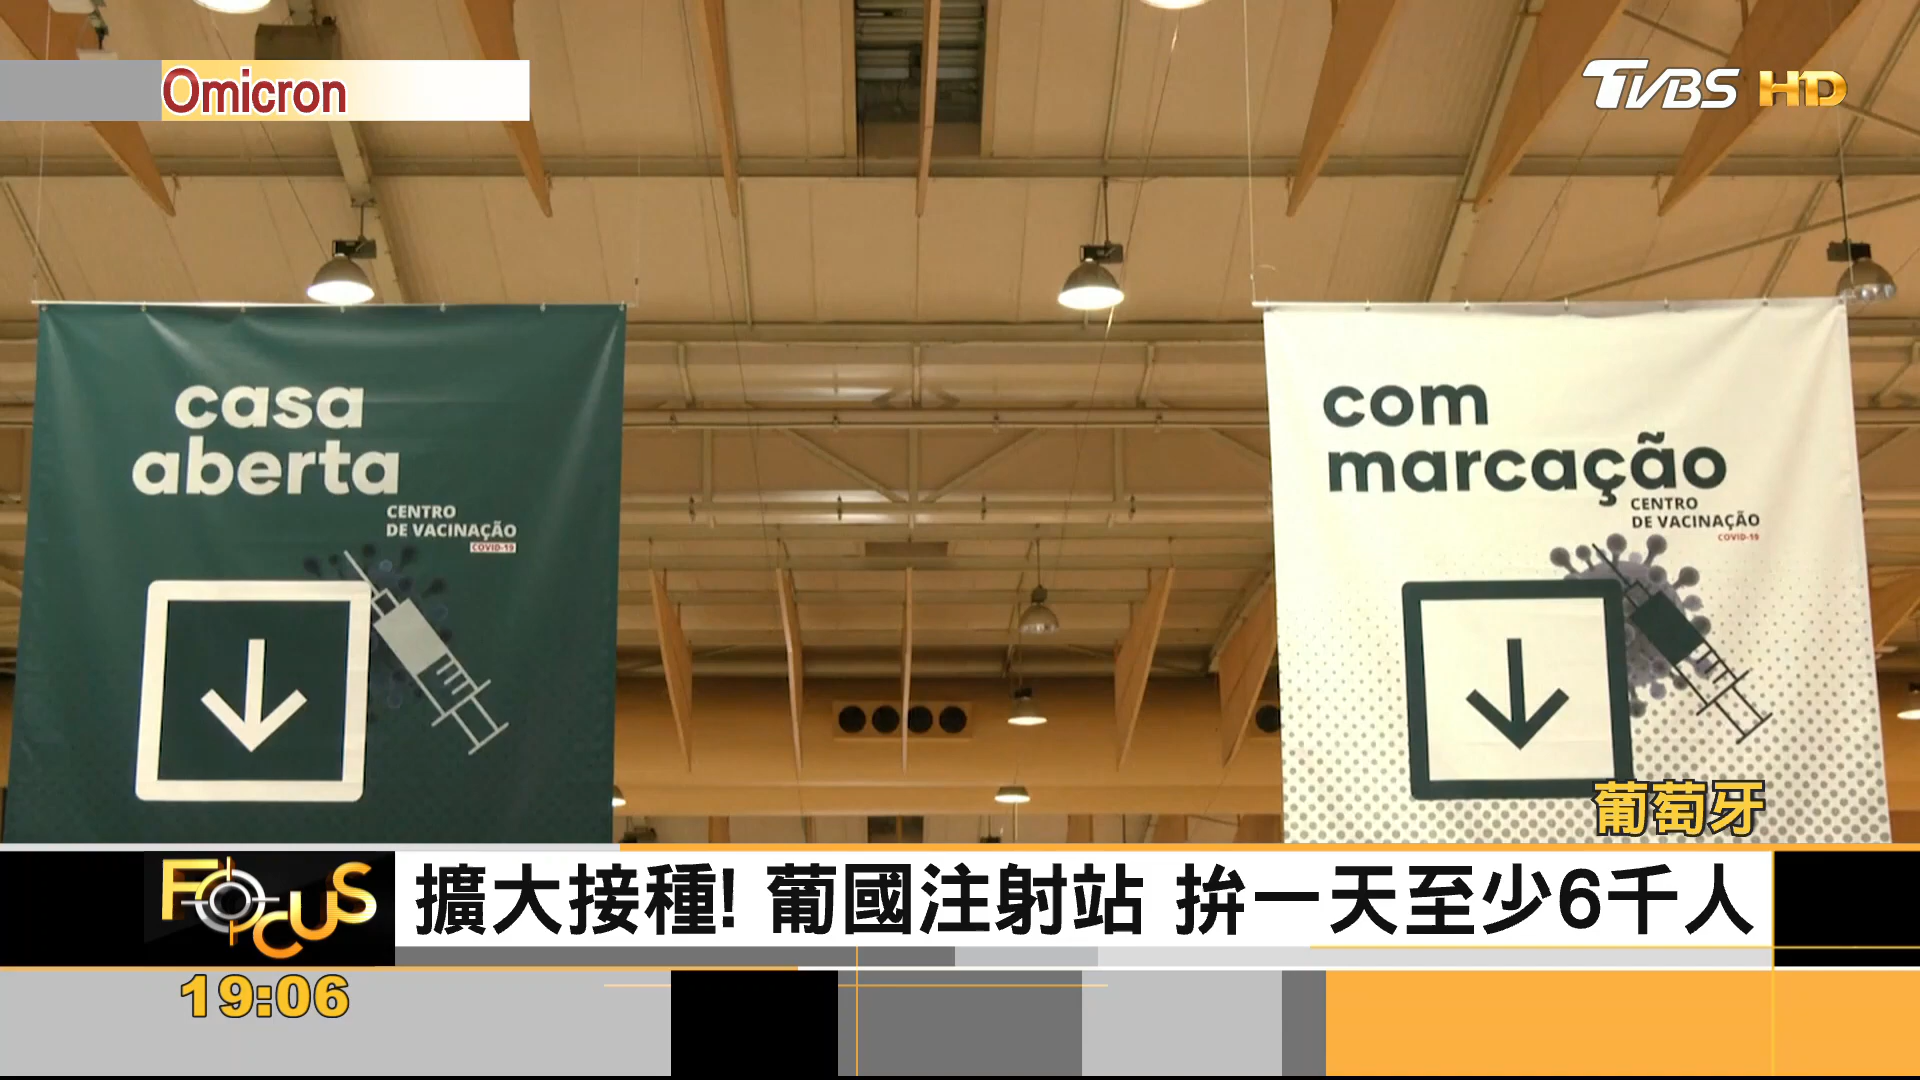 Omicron
TVBS HD
casa
aberta
CENTRO
DE VACINAÇÃO
COVID-19
com
marcação
CENTRO
DE VACINAÇÃO
COVID-19
葡萄牙
FOCUS
擴大接種! 葡國注射站 拚一天至少6千人
19:06